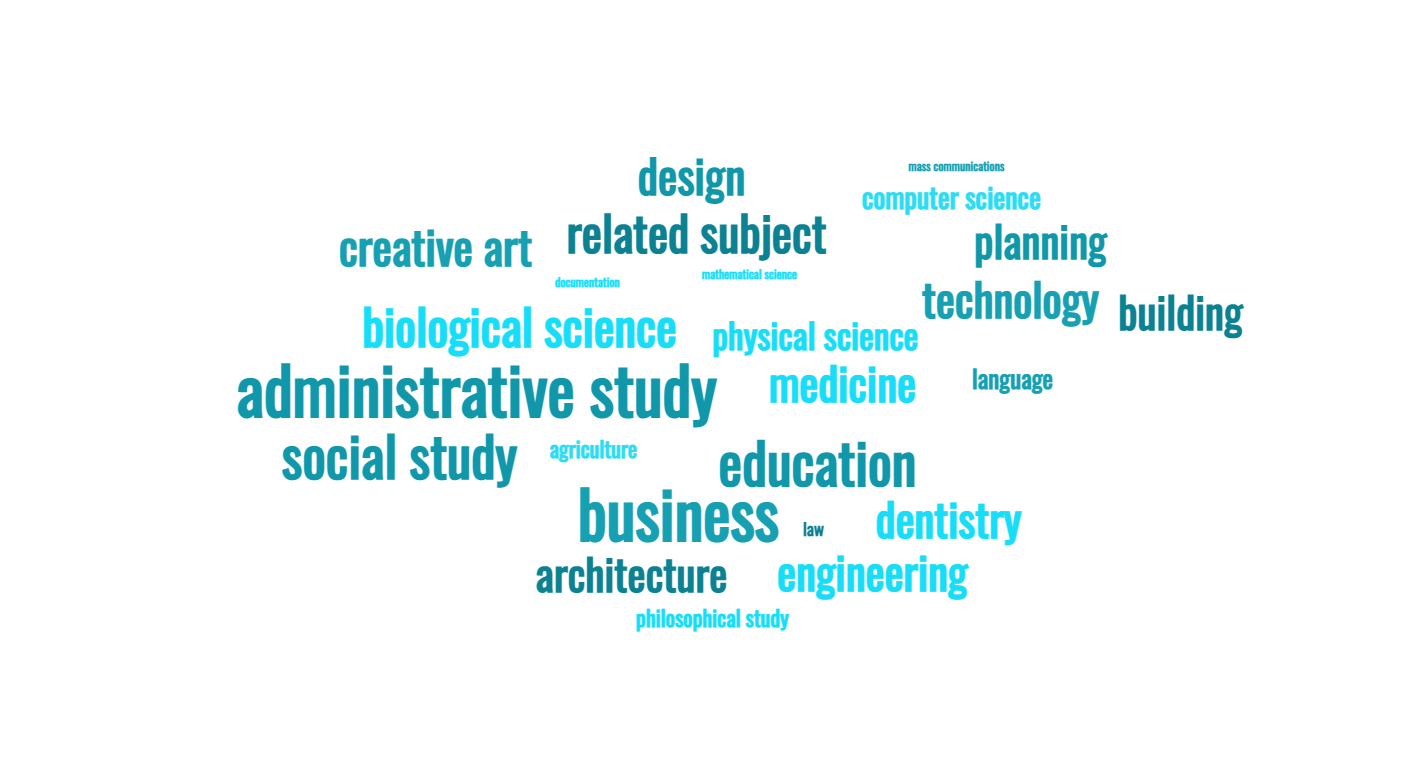 design
mass communications
computer science
related subject
creative art
planning
mathematical science
documentation
technology
building
biological science
physical science
administrative study
medicine
language
social study
agriculture
education
business
law
dentistry
architecture
engineering
philosophical study